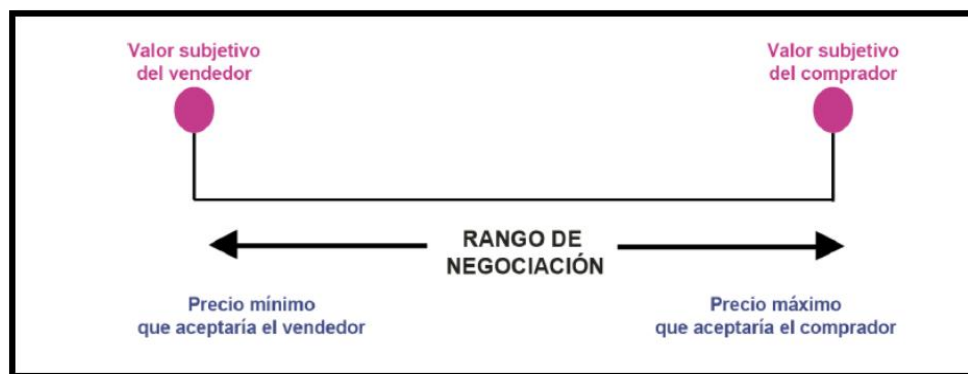 Valor subjetivo
del vendedor
Valor subjetivo
del comprador
RANGO DE
NEGOCIACIÓN
Precio mínimo
que aceptaría el vendedor
Precio máximo
que aceptaría el comprador